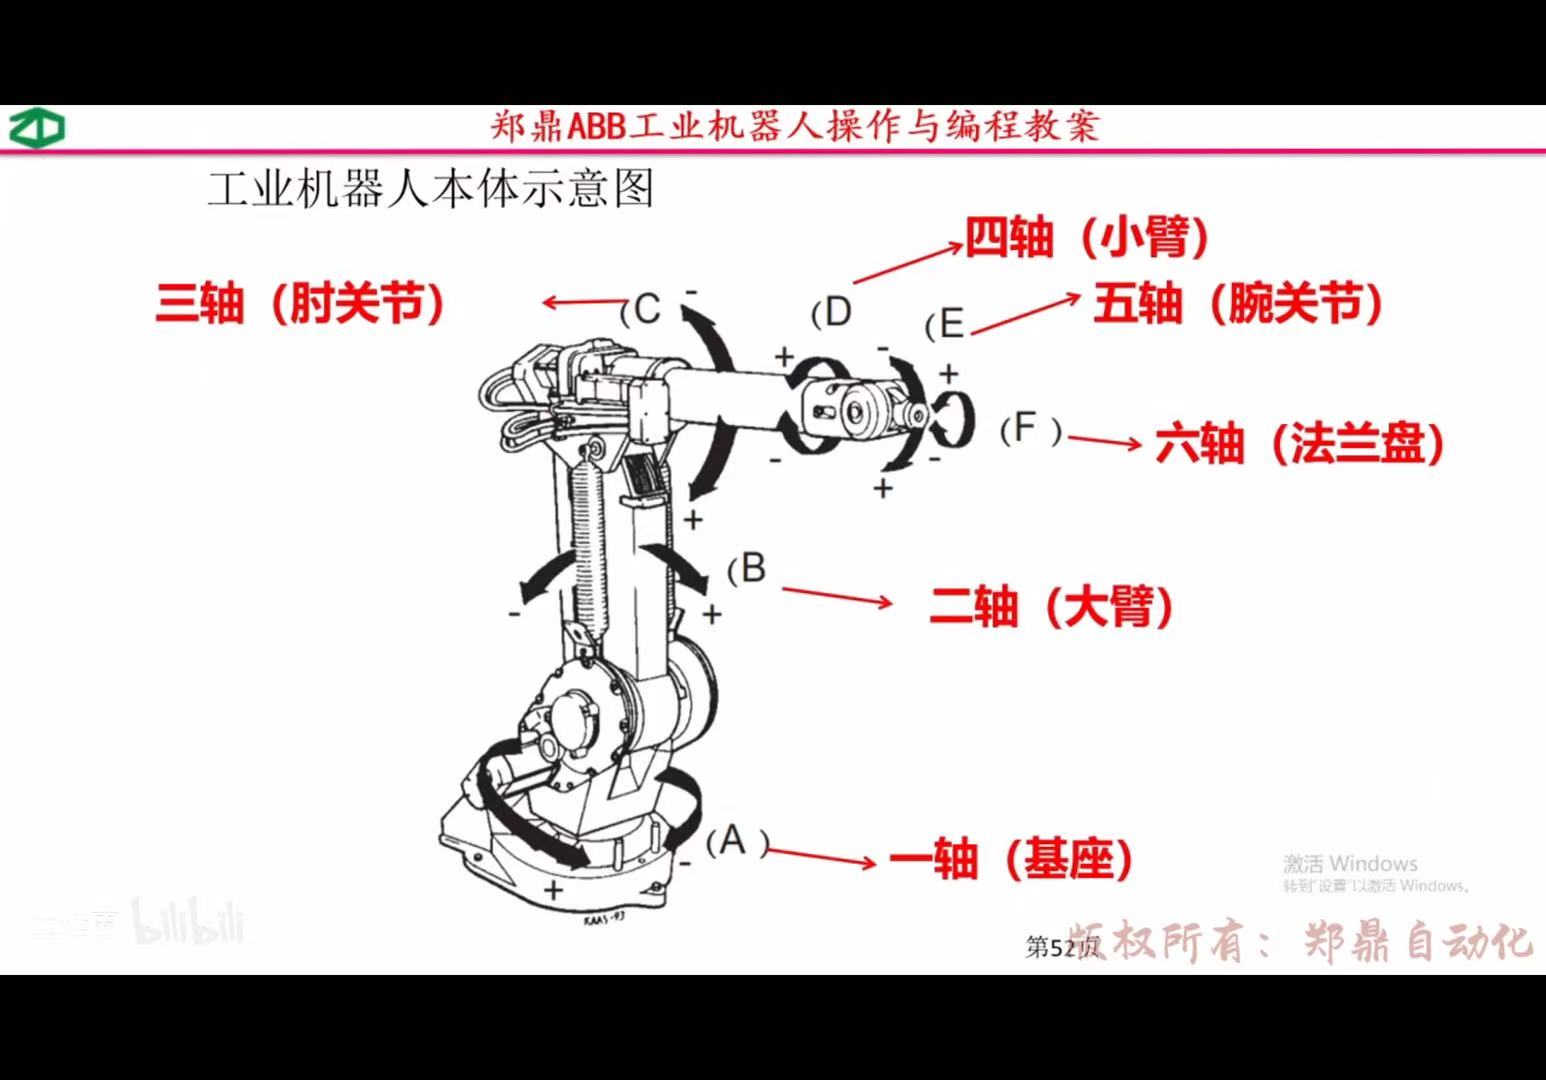 郑鼎ABB工业机器人操作与编程教案
工业机器人本体示意图
四轴（小臂）
三轴（肘关节）
(C
-
(D
(E
五轴（腕关节）
+
-
+
(F )
六轴（法兰盘）
-
-
+
+
(B
二轴（大臂）
-
+
(A )
一轴（基座）
-
+
激活 Windows
转到"设置"以激活 Windows。
bilibili
第52页
版权所有：郑鼎自动化